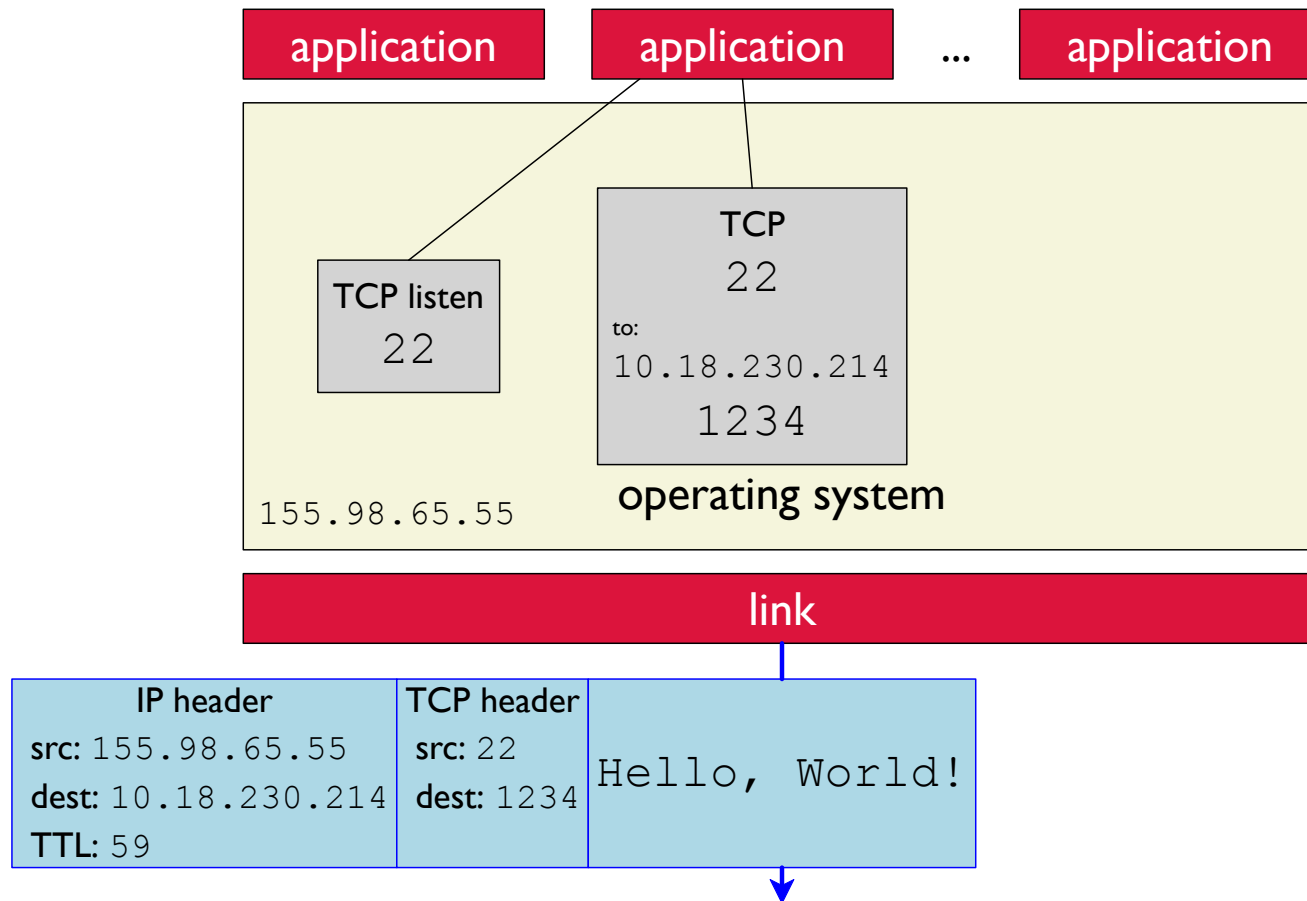 application application ... application
TCP listen
22
TCP
22
to:
10.18.230.214
1234
155.98.65.55
operating system
link
IP header
src: 155.98.65.55
dest: 10.18.230.214
TTL: 59
TCP header
src: 22
dest: 1234
Hello, World!